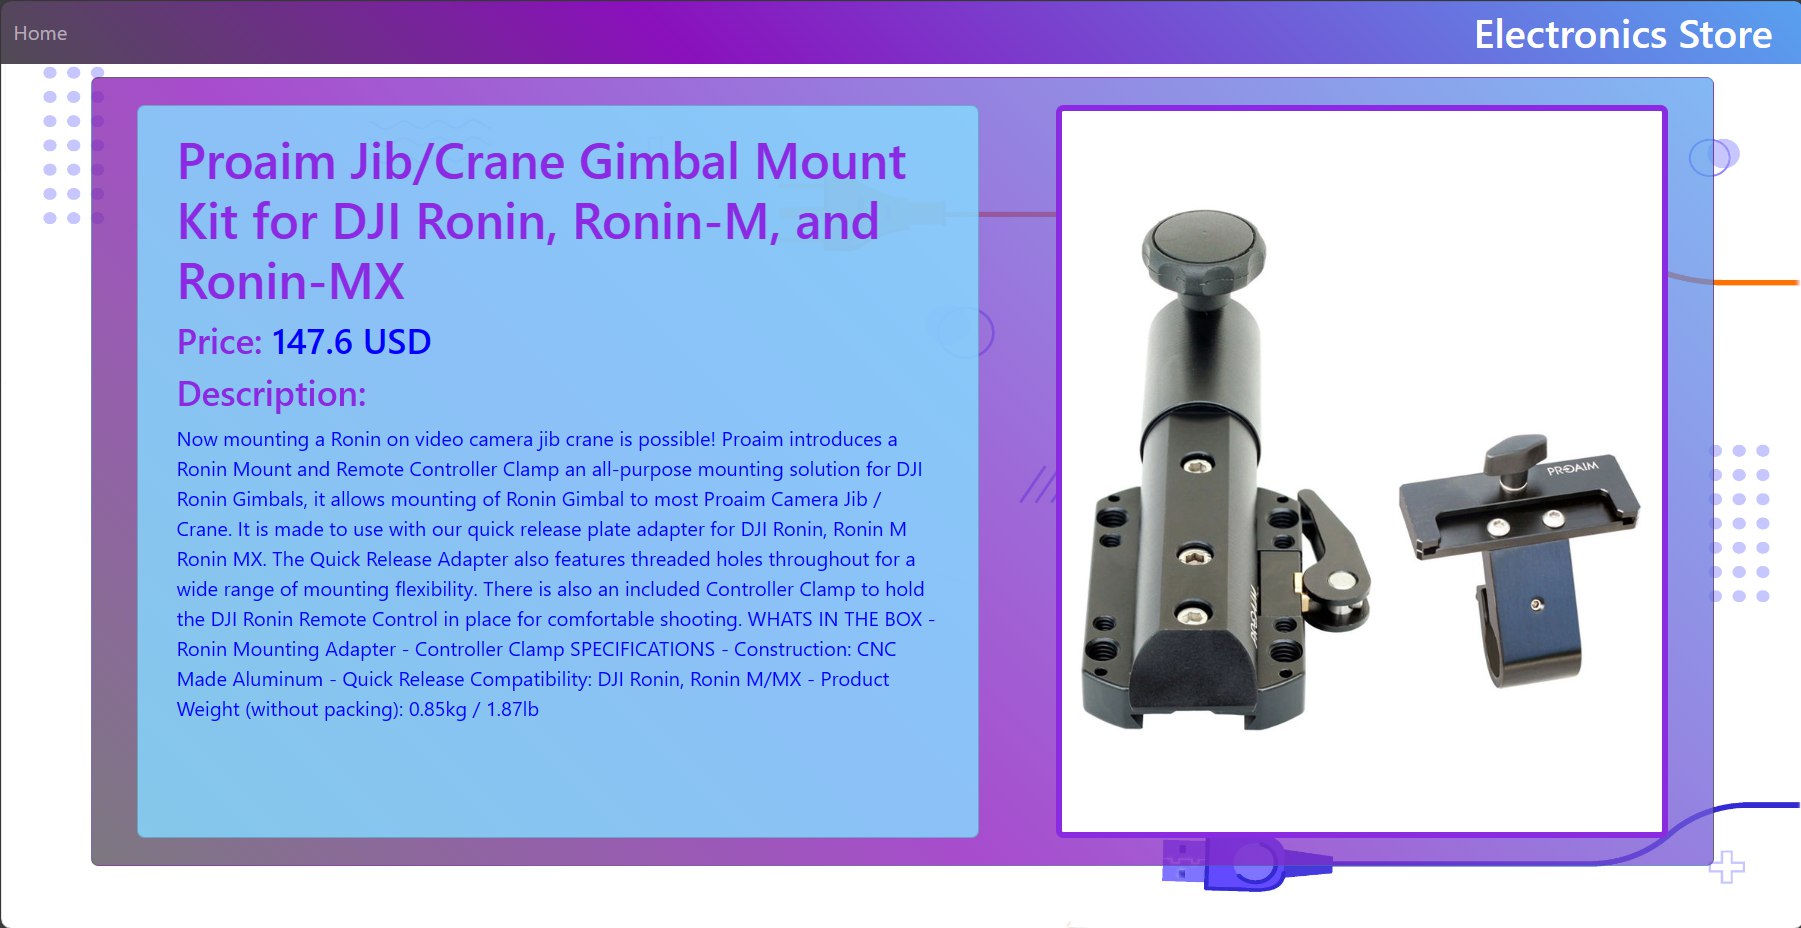 Home
Electronics Store
Proaim Jib/Crane Gimbal Mount
Kit for DJI Ronin, Ronin-M, and
Ronin-MX
Price: 147.6 USD
Description:
Now mounting a Ronin on video camera jib crane is possible! Proaim introduces a
Ronin Mount and Remote Controller Clamp an all-purpose mounting solution for DJI
Ronin Gimbals, it allows mounting of Ronin Gimbal to most Proaim Camera Jib /
Crane. It is made to use with our quick release plate adapter for DJI Ronin, Ronin M
Ronin MX. The Quick Release Adapter also features threaded holes throughout for a
wide range of mounting flexibility. There is also an included Controller Clamp to hold
the DJI Ronin Remote Control in place for comfortable shooting. WHATS IN THE BOX -
Ronin Mounting Adapter - Controller Clamp SPECIFICATIONS - Construction: CNC
Made Aluminum - Quick Release Compatibility: DJI Ronin, Ronin M/MX - Product
Weight (without packing): 0.85kg / 1.87lb
PROAIM
PROAIM